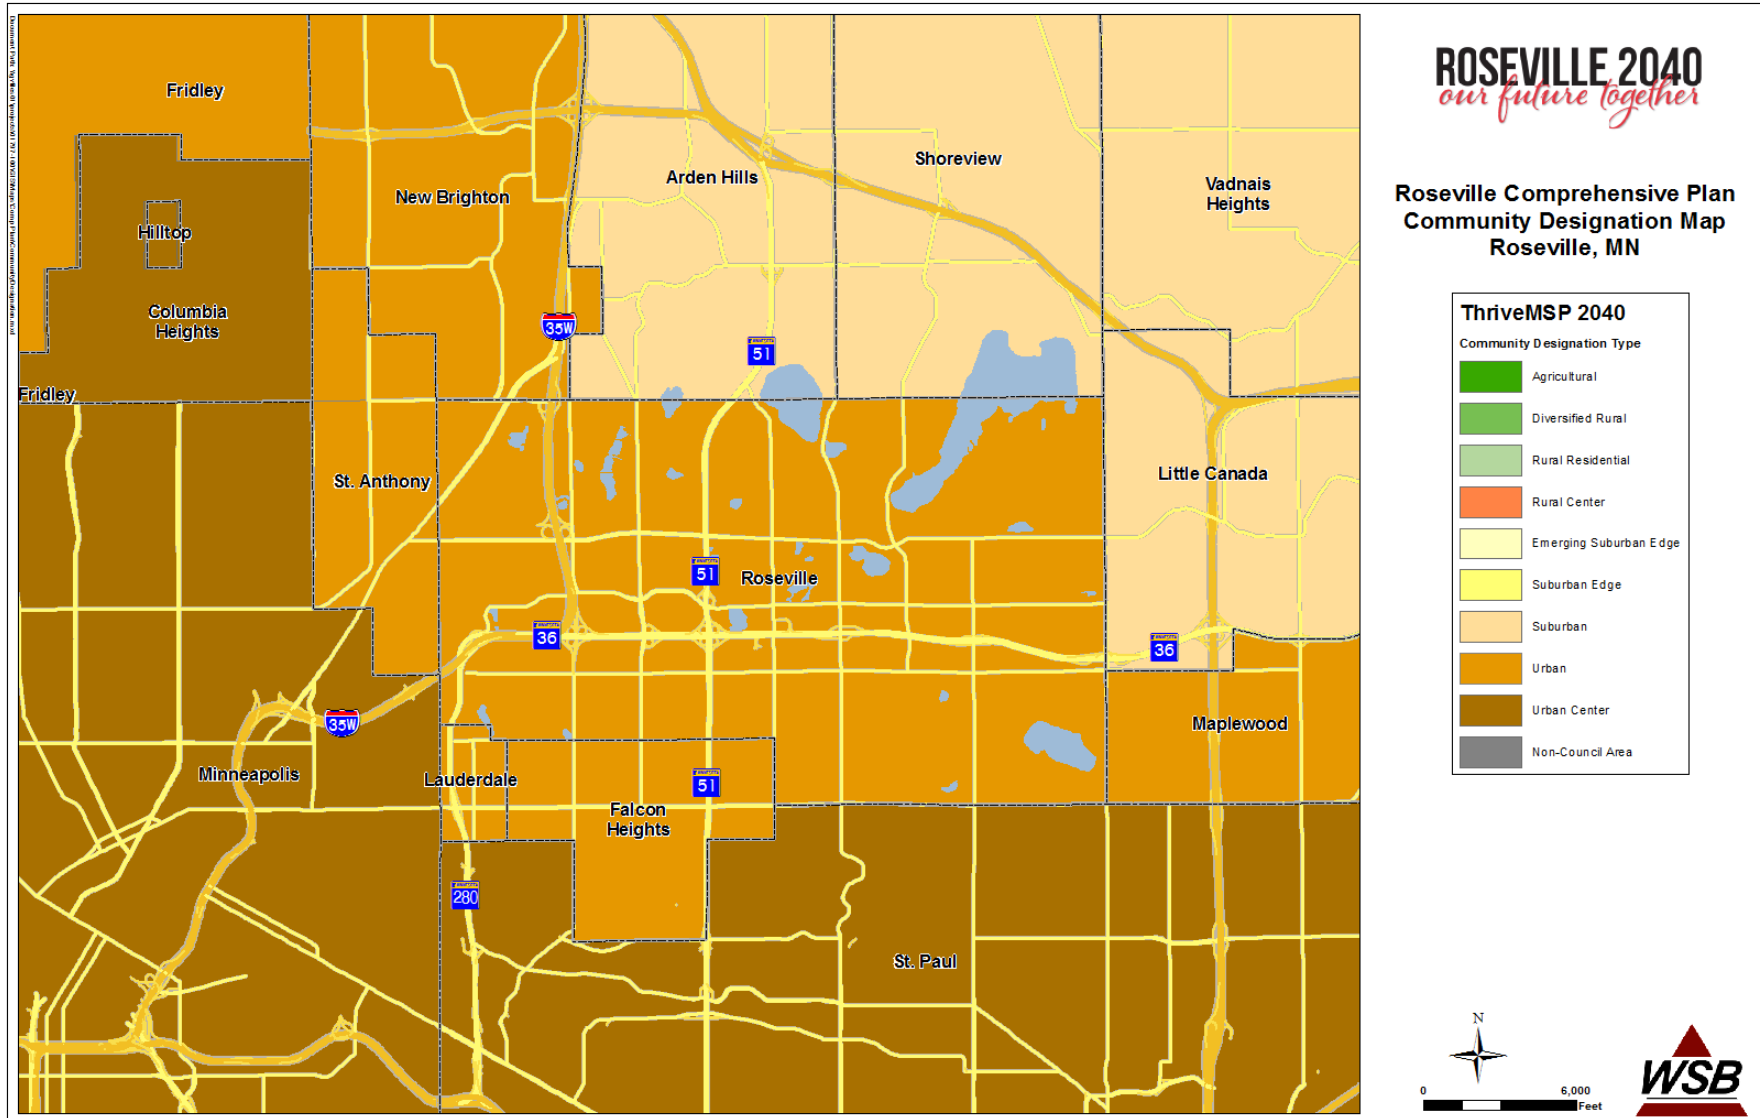 ROSEVILLE 2040
our future together
Roseville Comprehensive Plan
Community Designation Map
Roseville, MN
ThriveMSP 2040
Community Designation Type
Agricultural
Diversified Rural
Rural Residential
Rural Center
Emerging Suburban Edge
Suburban Edge
Suburban
Urban
Urban Center
Non-Council Area
Fridley
New Brighton
Arden Hills
Shoreview
Vadnais
Heights
Hilltop
Columbia
Heights
35W
51
Fridley
St. Anthony
Little Canada
51
Roseville
36
36
35W
Maplewood
Minneapolis
Lauderdale
51
Falcon
Heights
280
St. Paul
N
0 6,000
Feet
WSB